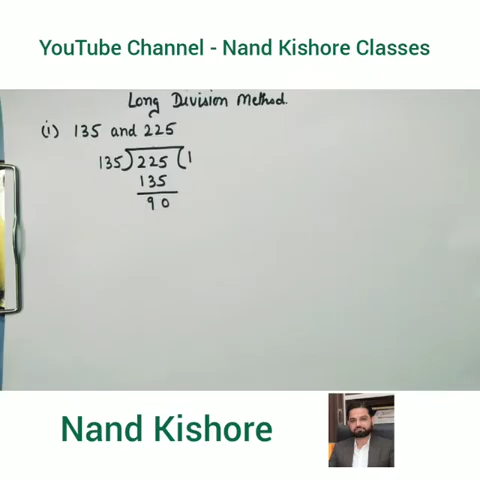 YouTube Channel - Nand Kishore Classes
Long Division Method.
(i) 135 and 225
135)225(1
135
90
Nand Kishore